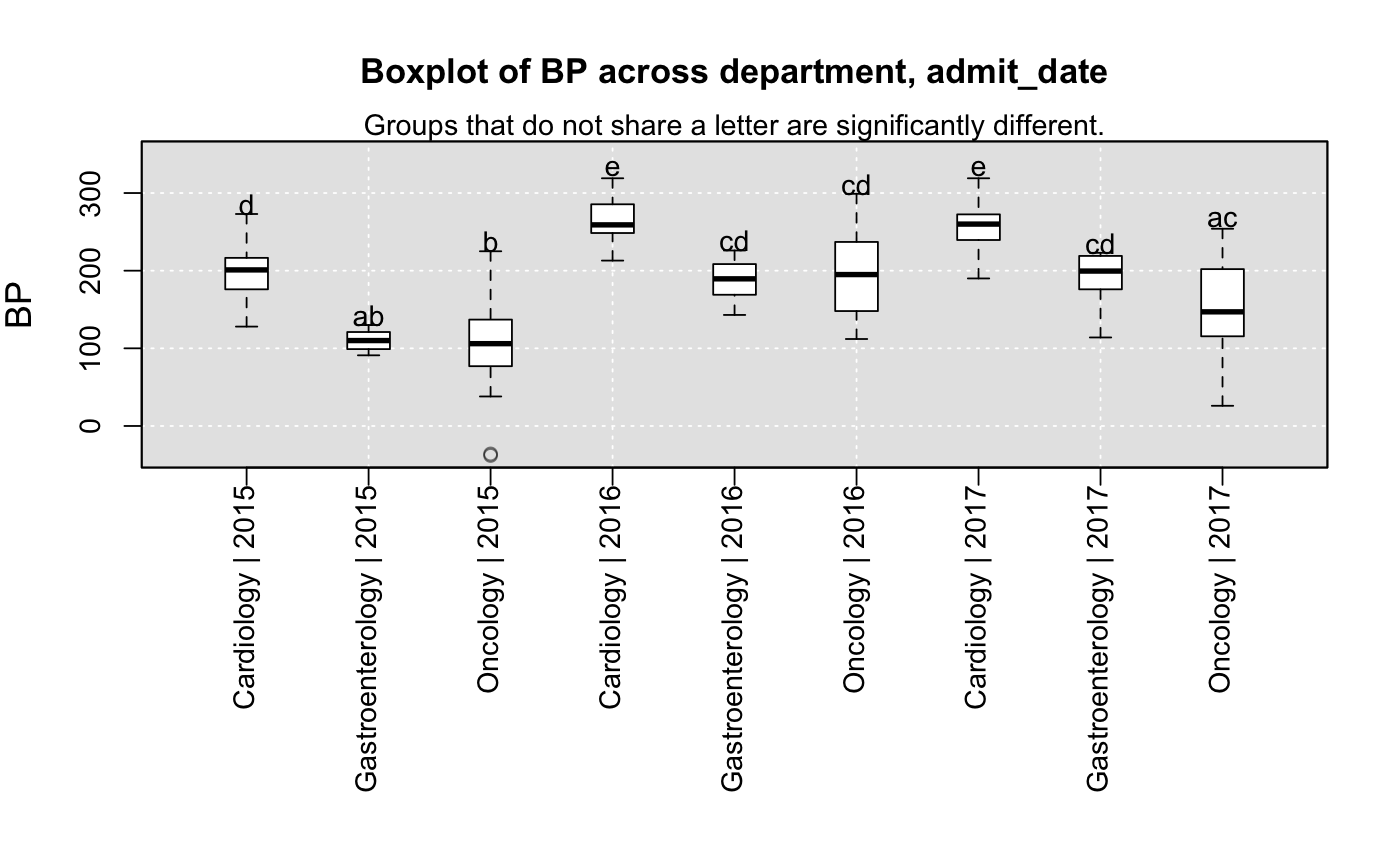 Boxplot of BP across department, admit_date
Groups that do not share a letter are significantly different.
BP
300
200
100
0
d
ab
b
e
cd
cd
e
cd
ac
Cardiology | 2015
Gastroenterology | 2015
Oncology | 2015
Cardiology | 2016
Gastroenterology | 2016
Oncology | 2016
Cardiology | 2017
Gastroenterology | 2017
Oncology | 2017